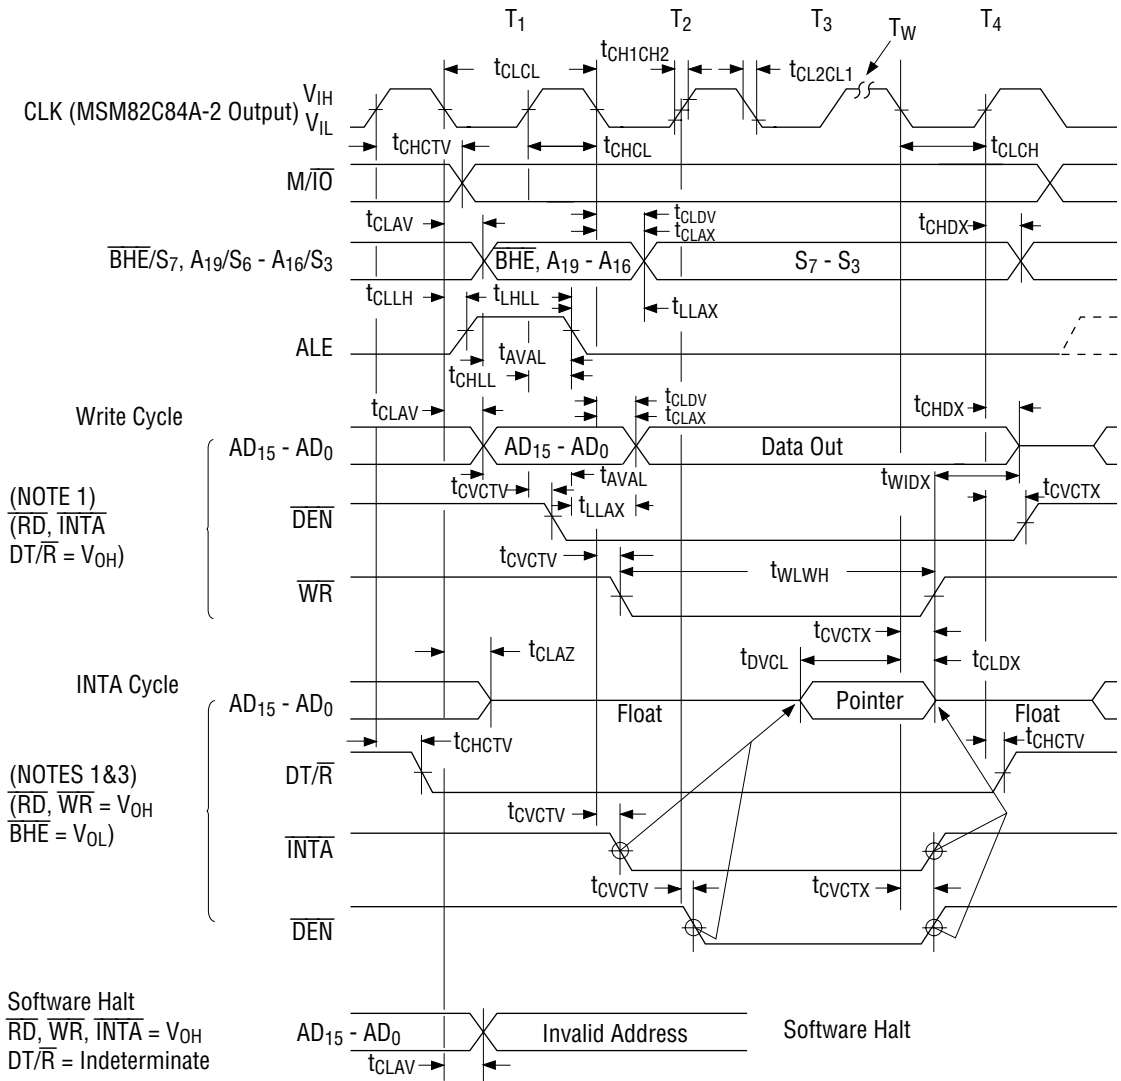 T1 T2 T3 TW T4
tCH1CH2
tCLCL tCL2CL1
VIH
CLK (MSM82C84A-2 Output)
VIL
tCHCTV tCHCL tCLCH
M/IO
tCLAV tCLDV tCHDX
tCLAX
BHE/S7, A19/S6 - A16/S3 BHE, A19 - A16 S7 - S3
tCLLH tLHLL tLLAX
ALE
tAVAL
tCHLL
Write Cycle tCLAV tCLDV tCHDX
tCLAX
AD15 - AD0 AD15 - AD0 Data Out
tCVCTV tAVAL tWIDX
(NOTE 1)
(RD, INTA
DT/R = VOH)
DEN tLLAX tCVCTX
tCVCTV tWLWH
WR
tCVCTX
tCLAZ tDVCL tCLDX
INTA Cycle
AD15 - AD0 Float Pointer Float
tCHCTV tCHCTV
(NOTES 1&3)
(RD, WR = VOH
BHE = VOL)
DT/R
tCVCTV
INTA
tCVCTV tCVCTX
DEN
Software Halt
RD, WR, INTA = VOH
DT/R = Indeterminate
AD15 - AD0 Invalid Address Software Halt
tCLAV